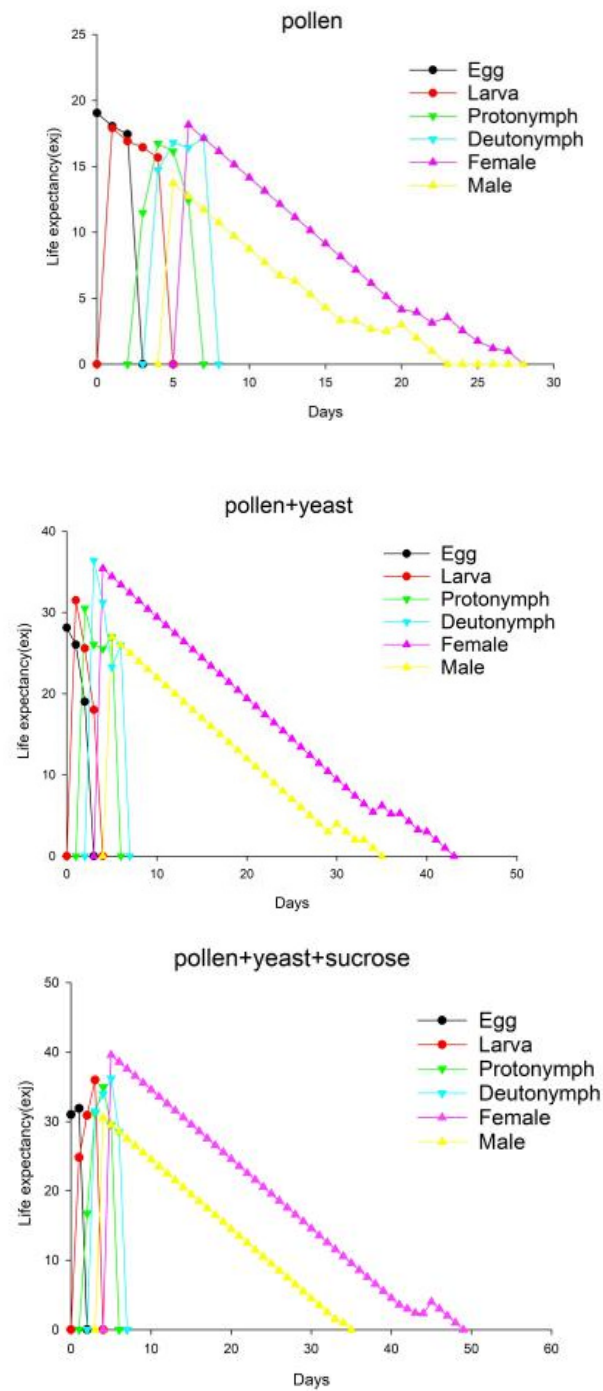 pollen
25
20
15
10
5
0
Life expectancy(exj)
Egg
Larva
Protonymph
Deutonymph
Female
Male
0 5 10 15 20 25 30
Days
pollen+yeast
40
30
20
10
0
Life expectancy(exj)
Egg
Larva
Protonymph
Deutonymph
Female
Male
0 10 20 30 40 50
Days
pollen+yeast+sucrose
50
40
30
20
10
0
Life expectancy(exj)
Egg
Larva
Protonymph
Deutonymph
Female
Male
0 10 20 30 40 50 60
Days